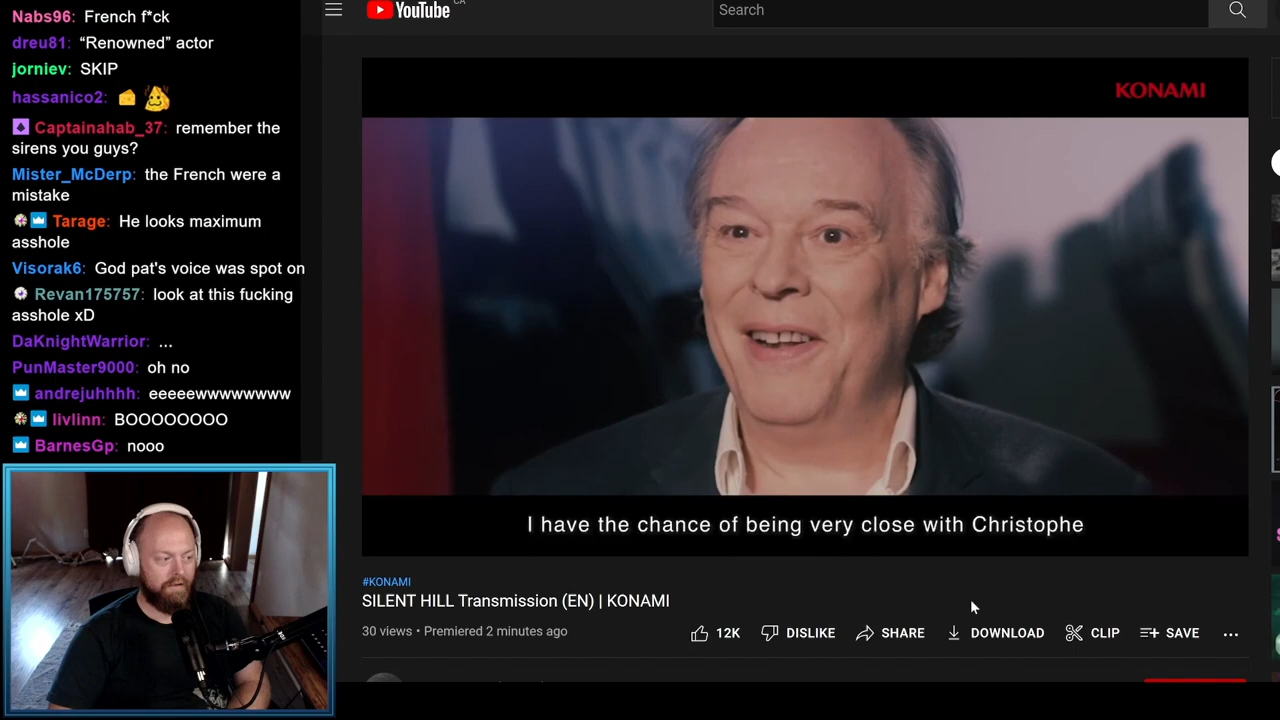 Nabs96: French f*ck
dreu81: “Renowned” actor
jorniev: SKIP
hassanico2:
Captainahab_37: remember the
sirens you guys?
Mister_McDerp: the French were a
mistake
Tarage: He looks maximum
asshole
Visorak6: God pat's voice was spot on
Revan175757: look at this fucking
asshole xD
DaKnightWarrior: ...
PunMaster9000: oh no
andrejuhhhh: eeeeewwwwwwww
livlinn: BOOOOOOOO
BarnesGp: nooo
YouTube CA
Search
KONAMI
I have the chance of being very close with Christophe
#KONAMI
SILENT HILL Transmission (EN) | KONAMI
30 views • Premiered 2 minutes ago
12K DISLIKE SHARE DOWNLOAD CLIP SAVE ...